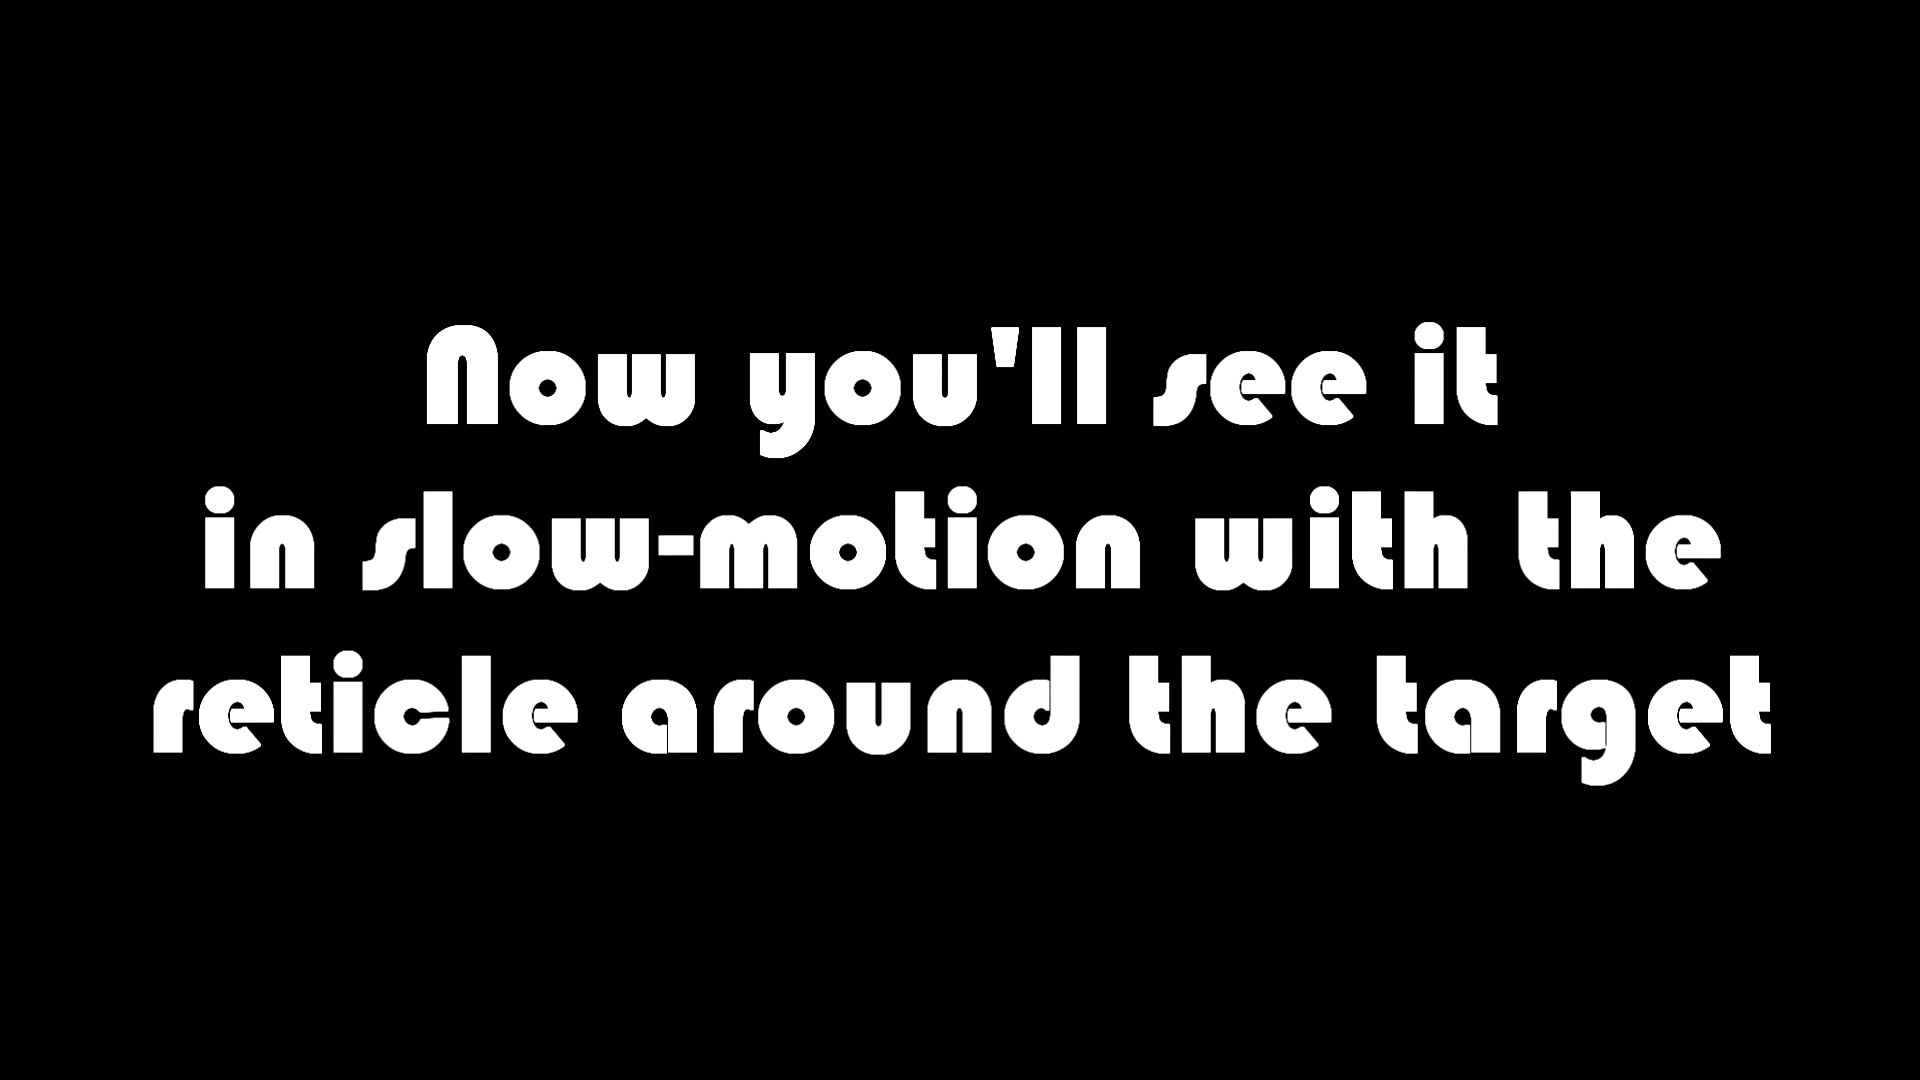 Now you'll see it
in slow-motion with the
reticle around the target